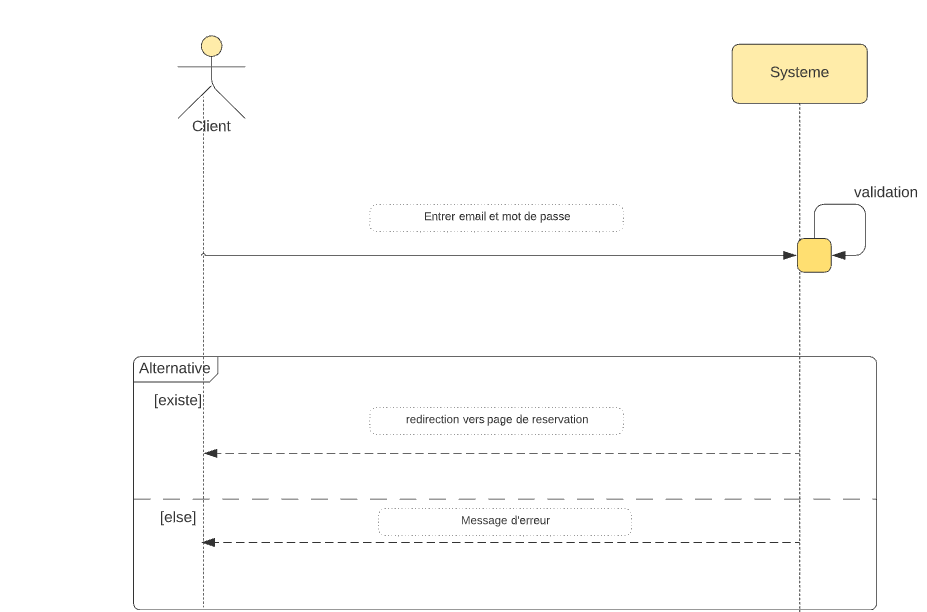 Systeme
Client
validation
Entrer email et mot de passe
Alternative
[existe]
redirection vers page de reservation
[else]
Message d'erreur